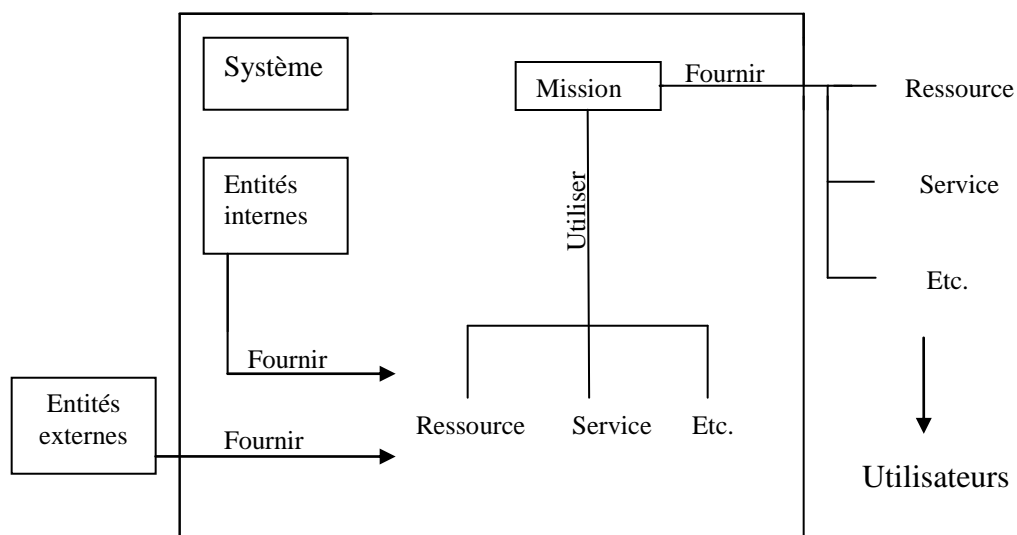 Système
Mission
Fournir
Ressource
Entités
internes
Utiliser
Service
Etc.
Fournir
Entités
externes
Fournir
Ressource
Service
Etc.
Utilisateurs